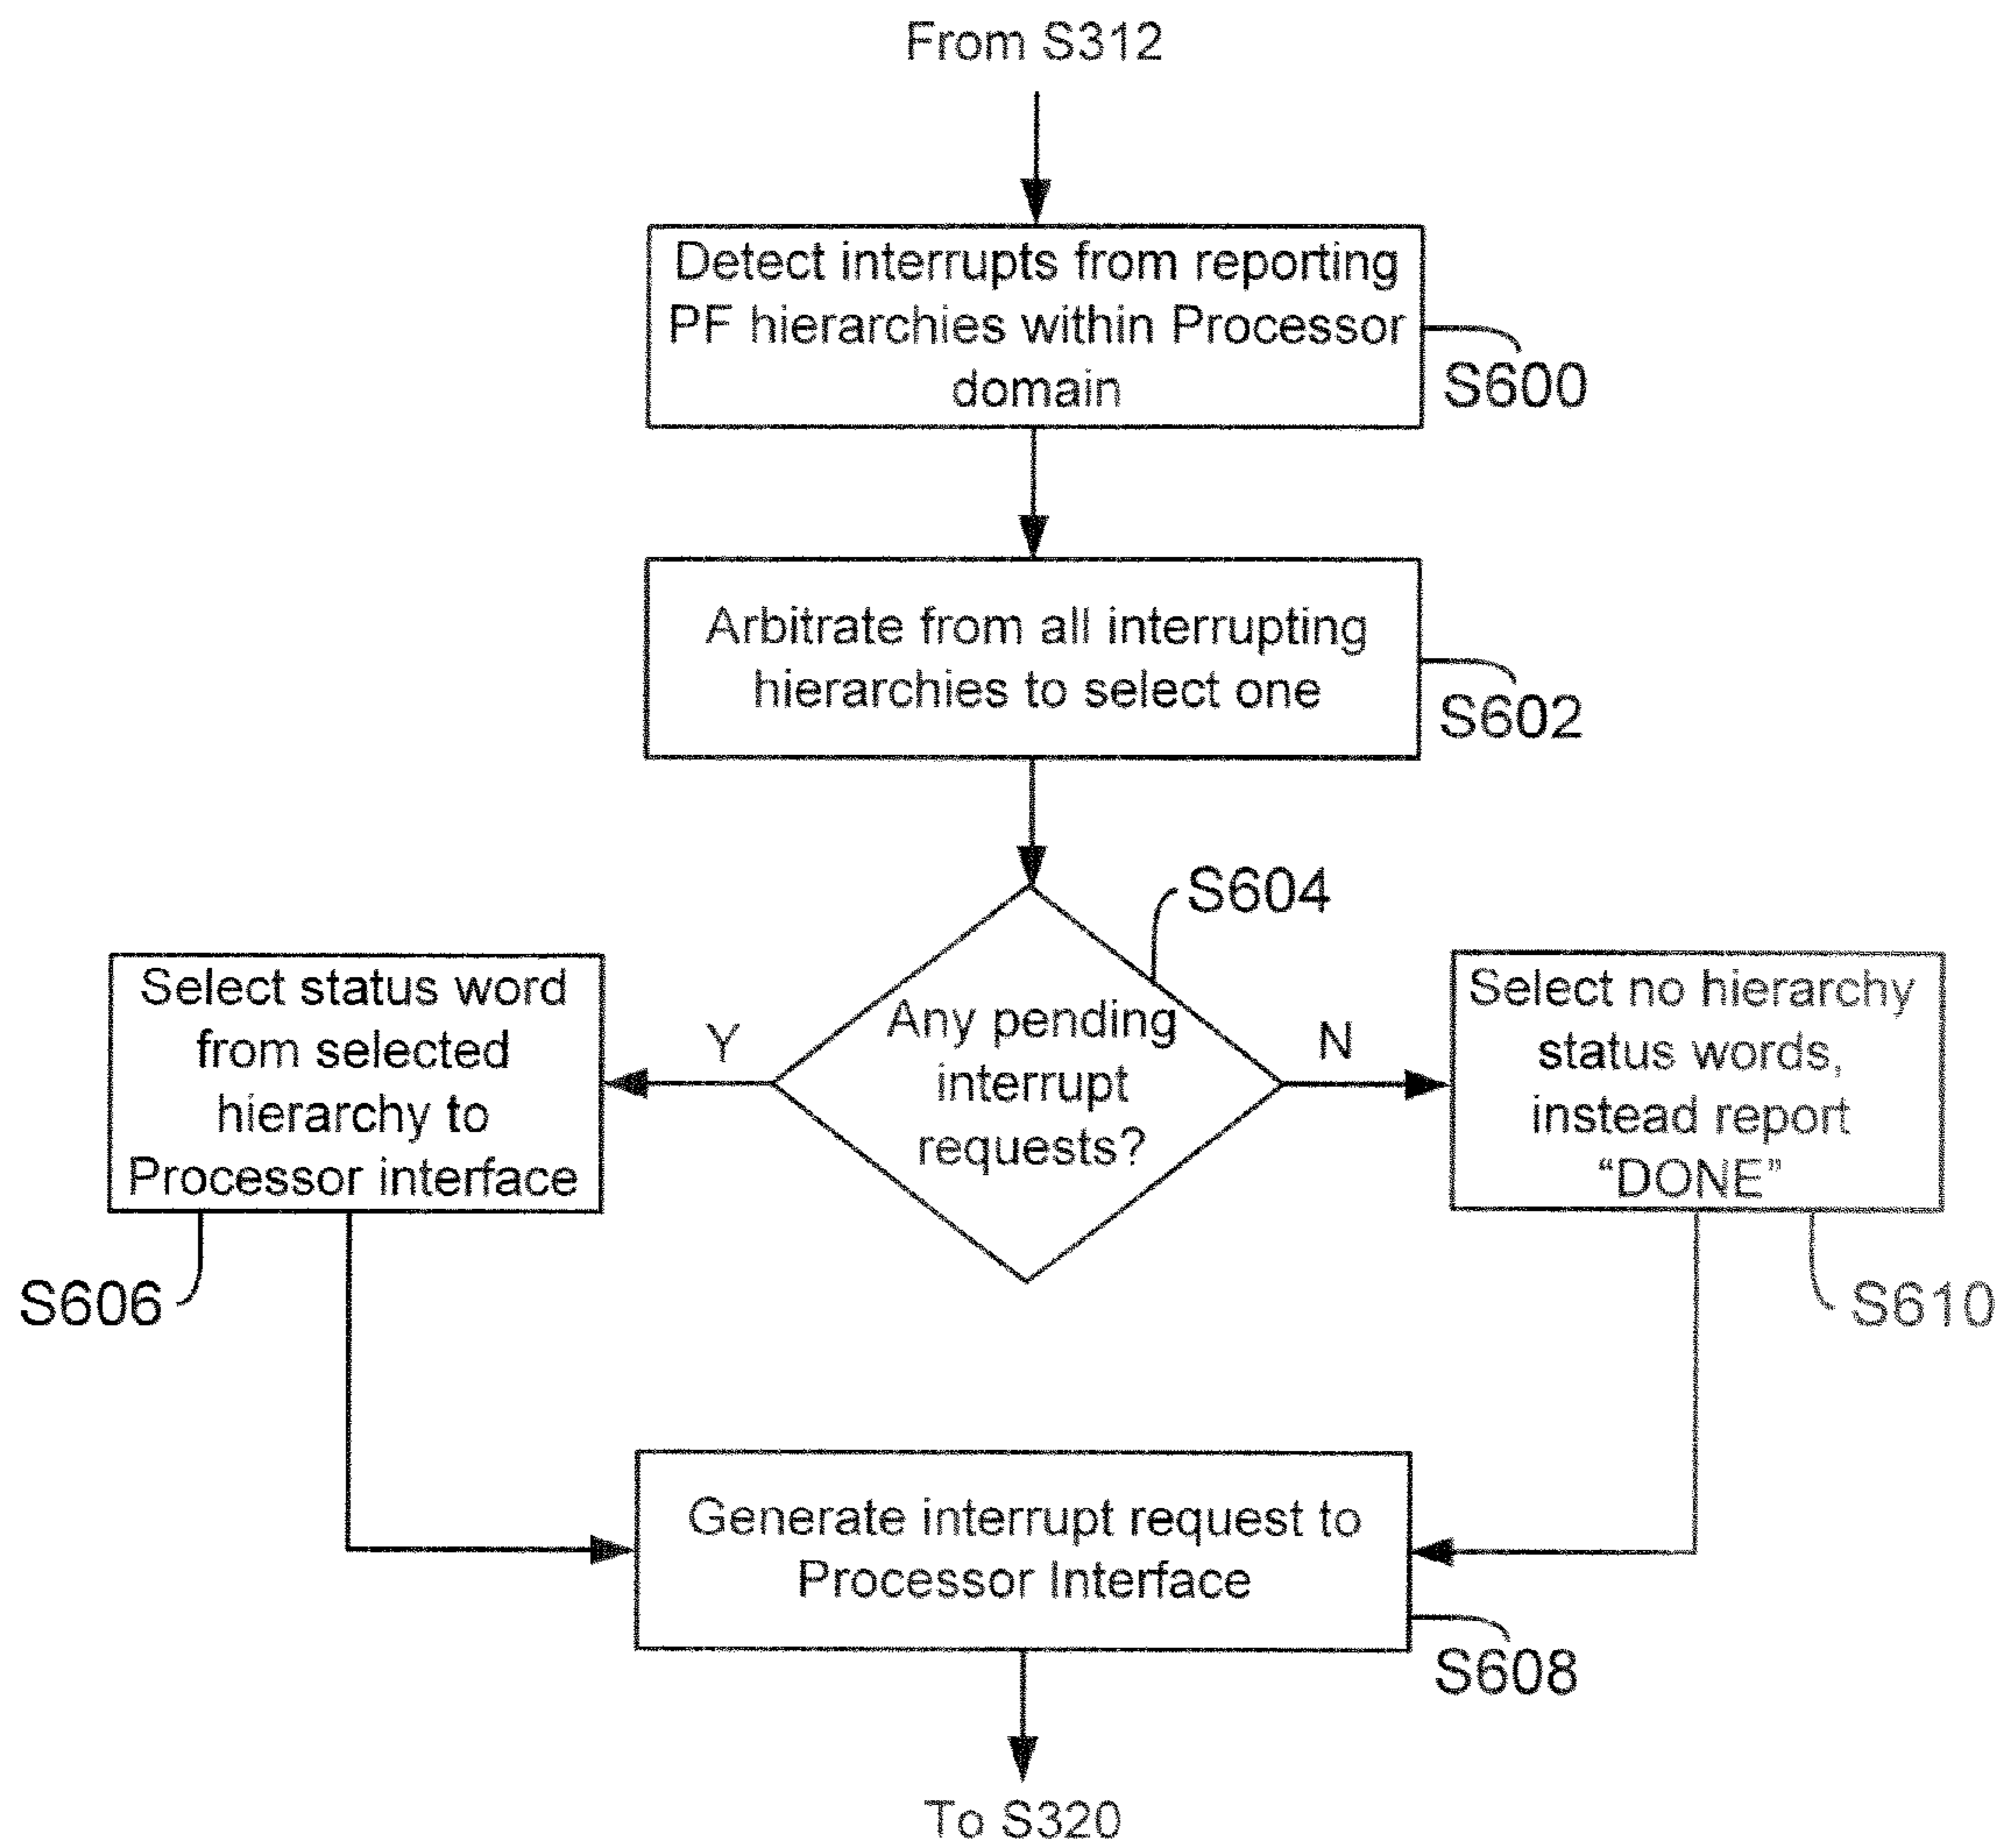 From S312
Detect interrupts from reporting
PF hierarchies within Processor
domain
S600
Arbitrate from all interrupting
hierarchies to select one
S602
S604
Any pending
interrupt
requests?
Y
N
Select status word
from selected
hierarchy to
Processor interface
S606
Select no hierarchy
status words,
instead report
“DONE”
S610
Generate interrupt request to
Processor Interface
S608
To S320